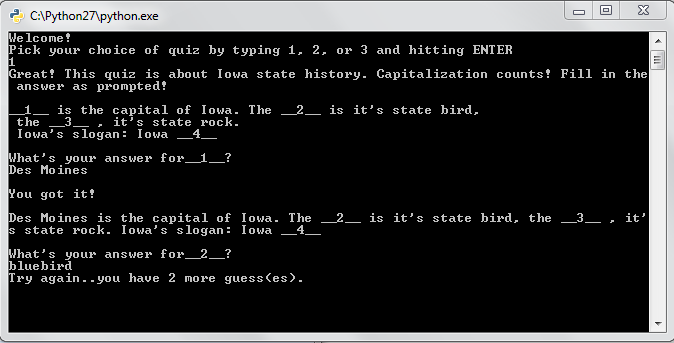 C:\Python27\python.exe
Welcome!
Pick your choice of quiz by typing 1, 2, or 3 and hitting ENTER
1
Great! This quiz is about Iowa state history. Capitalization counts! Fill in the
 answer as prompted!
__1__ is the capital of Iowa. The __2__ is it's state bird,
 the __3__ , it's state rock.
 Iowa's slogan: Iowa __4__
What's your answer for__1__?
Des Moines
You got it!
Des Moines is the capital of Iowa. The __2__ is it's state bird, the __3__ , it'
s state rock. Iowa's slogan: Iowa __4__
What's your answer for__2__?
bluebird
Try again..you have 2 more guess(es).